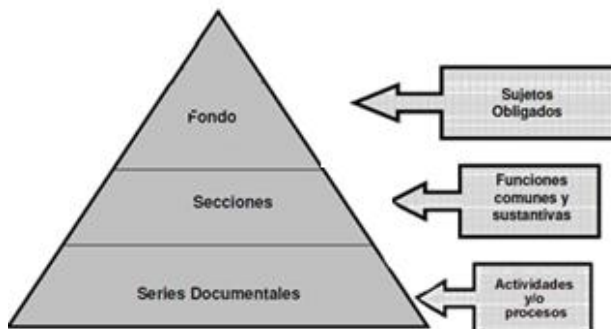 Fondo
Sujetos
Obligados
Secciones
Funciones
comunes y
sustantivas
Series Documentales
Actividades
y/o
procesos